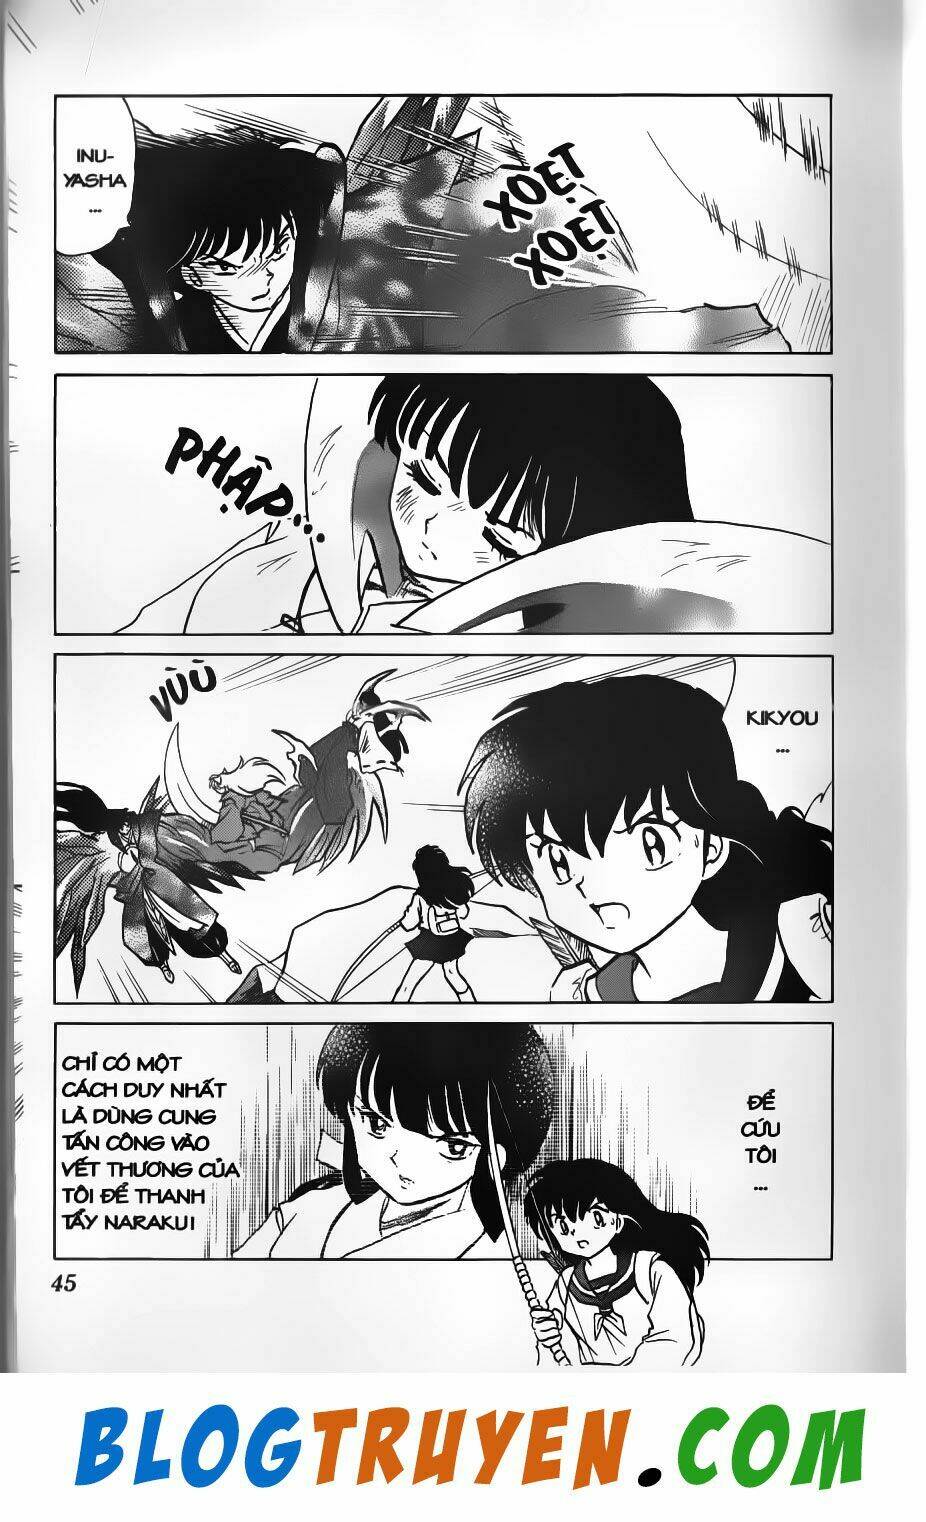 INU-
YASHA
...
XOẸT
XOẸT
PHẬP...
VÙÙ
KIKYOU
...
ĐỂ
CỨU
TÔI
...
CHỈ CÓ MỘT
CÁCH DUY NHẤT
LÀ DÙNG CUNG
TẤN CÔNG VÀO
VẾT THƯƠNG CỦA
TÔI ĐỂ THANH
TẨY NARAKU!
45
BLOGTRUYEN.COM